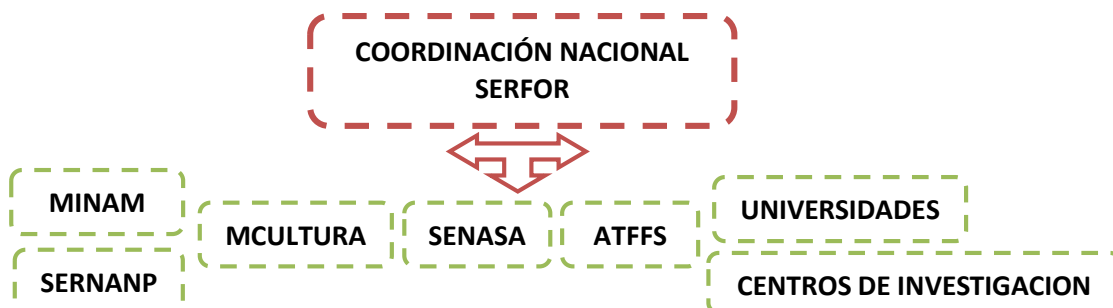 COORDINACIÓN NACIONAL
SERFOR
MINAM
MCULTURA
SENASA
ATFFS
UNIVERSIDADES
SERNANP
CENTROS DE INVESTIGACION